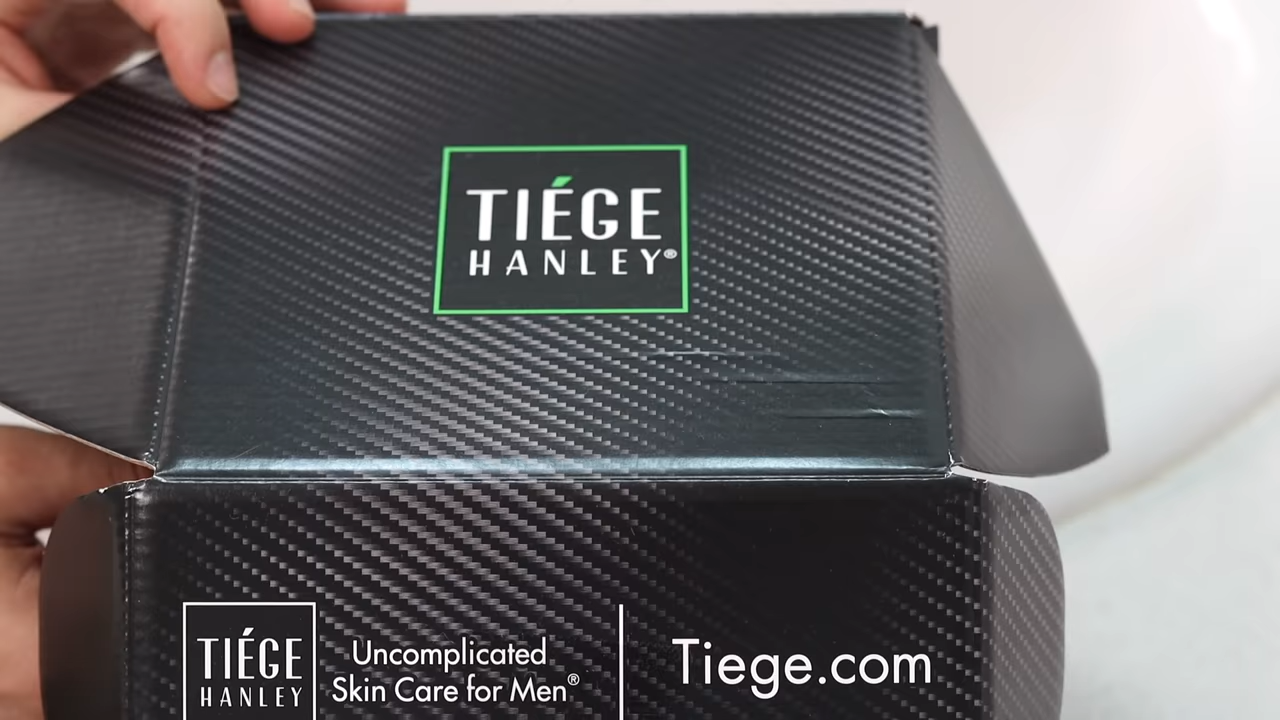 TIÉGE
HANLEY®
TIÉGE
HANLEY
Uncomplicated
Skin Care for Men®
Tiege.com